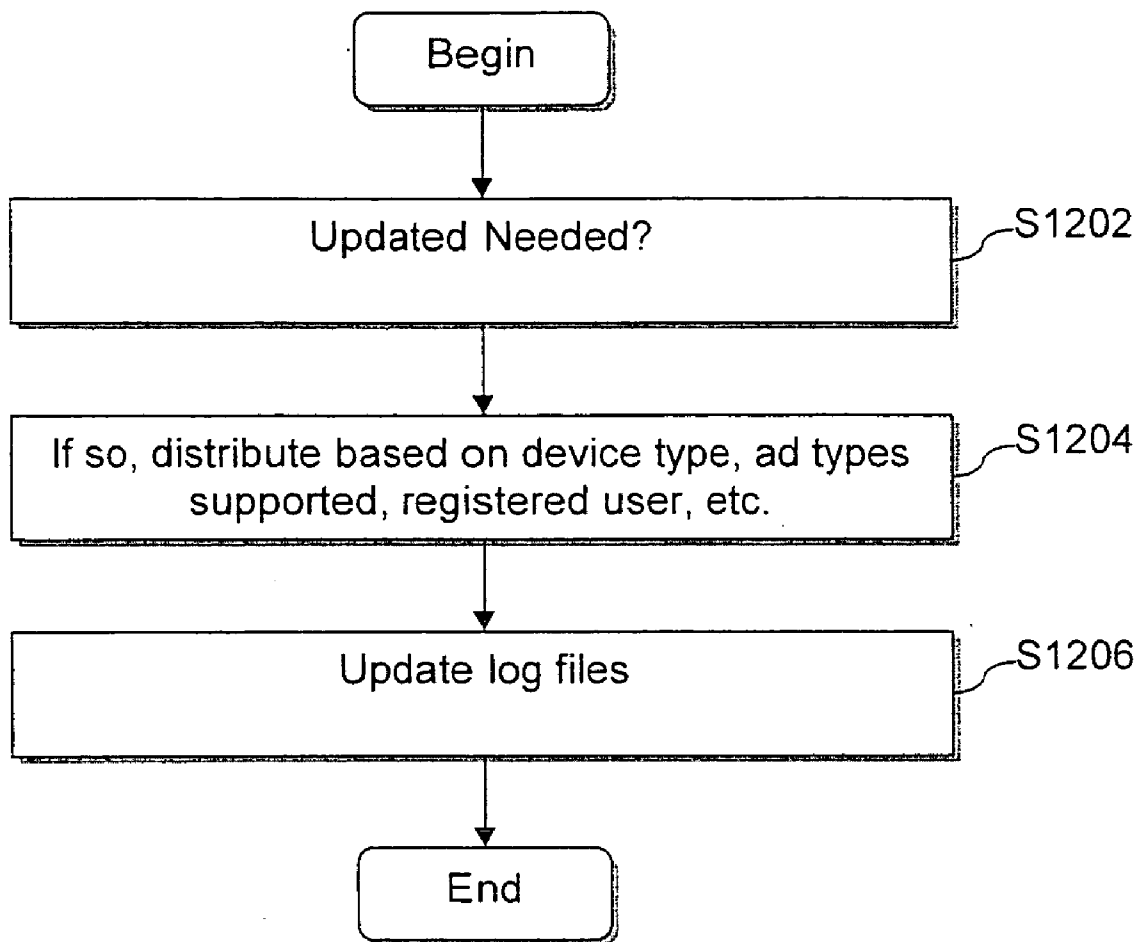 Begin
Updated Needed?
S1202
If so, distribute based on device type, ad types
supported, registered user, etc.
S1204
Update log files
S1206
End